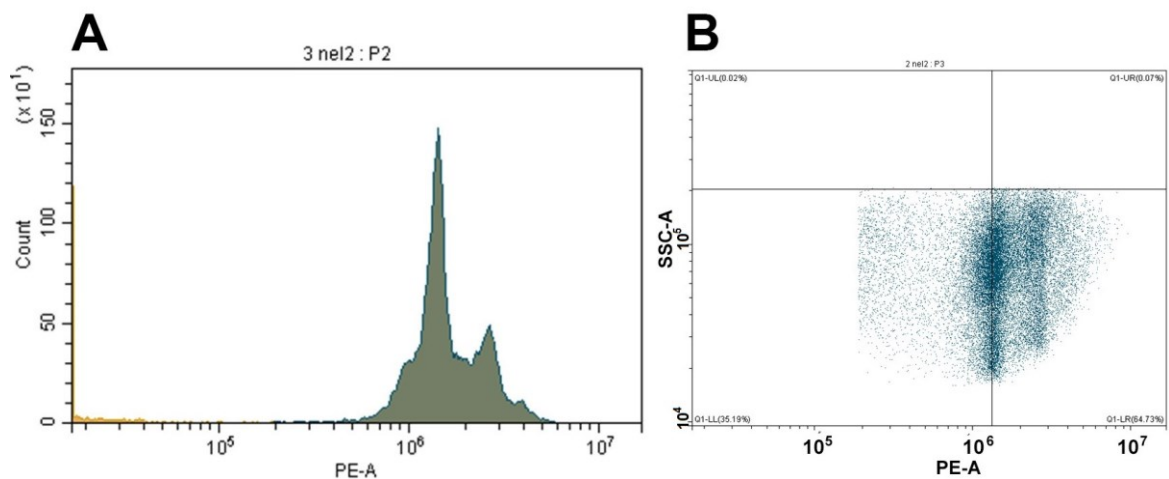 A
3 nel2 : P2
(x 10¹)
Count
150
100
50
0
10⁵
10⁶
10⁷
PE-A
B
2 nel2 : P3
Q1-UL(0.02%)
Q1-UR(0.07%)
SSC-A
10⁵
10⁴
Q1-LL(35.19%)
Q1-LR(64.73%)
10⁵
10⁶
10⁷
PE-A